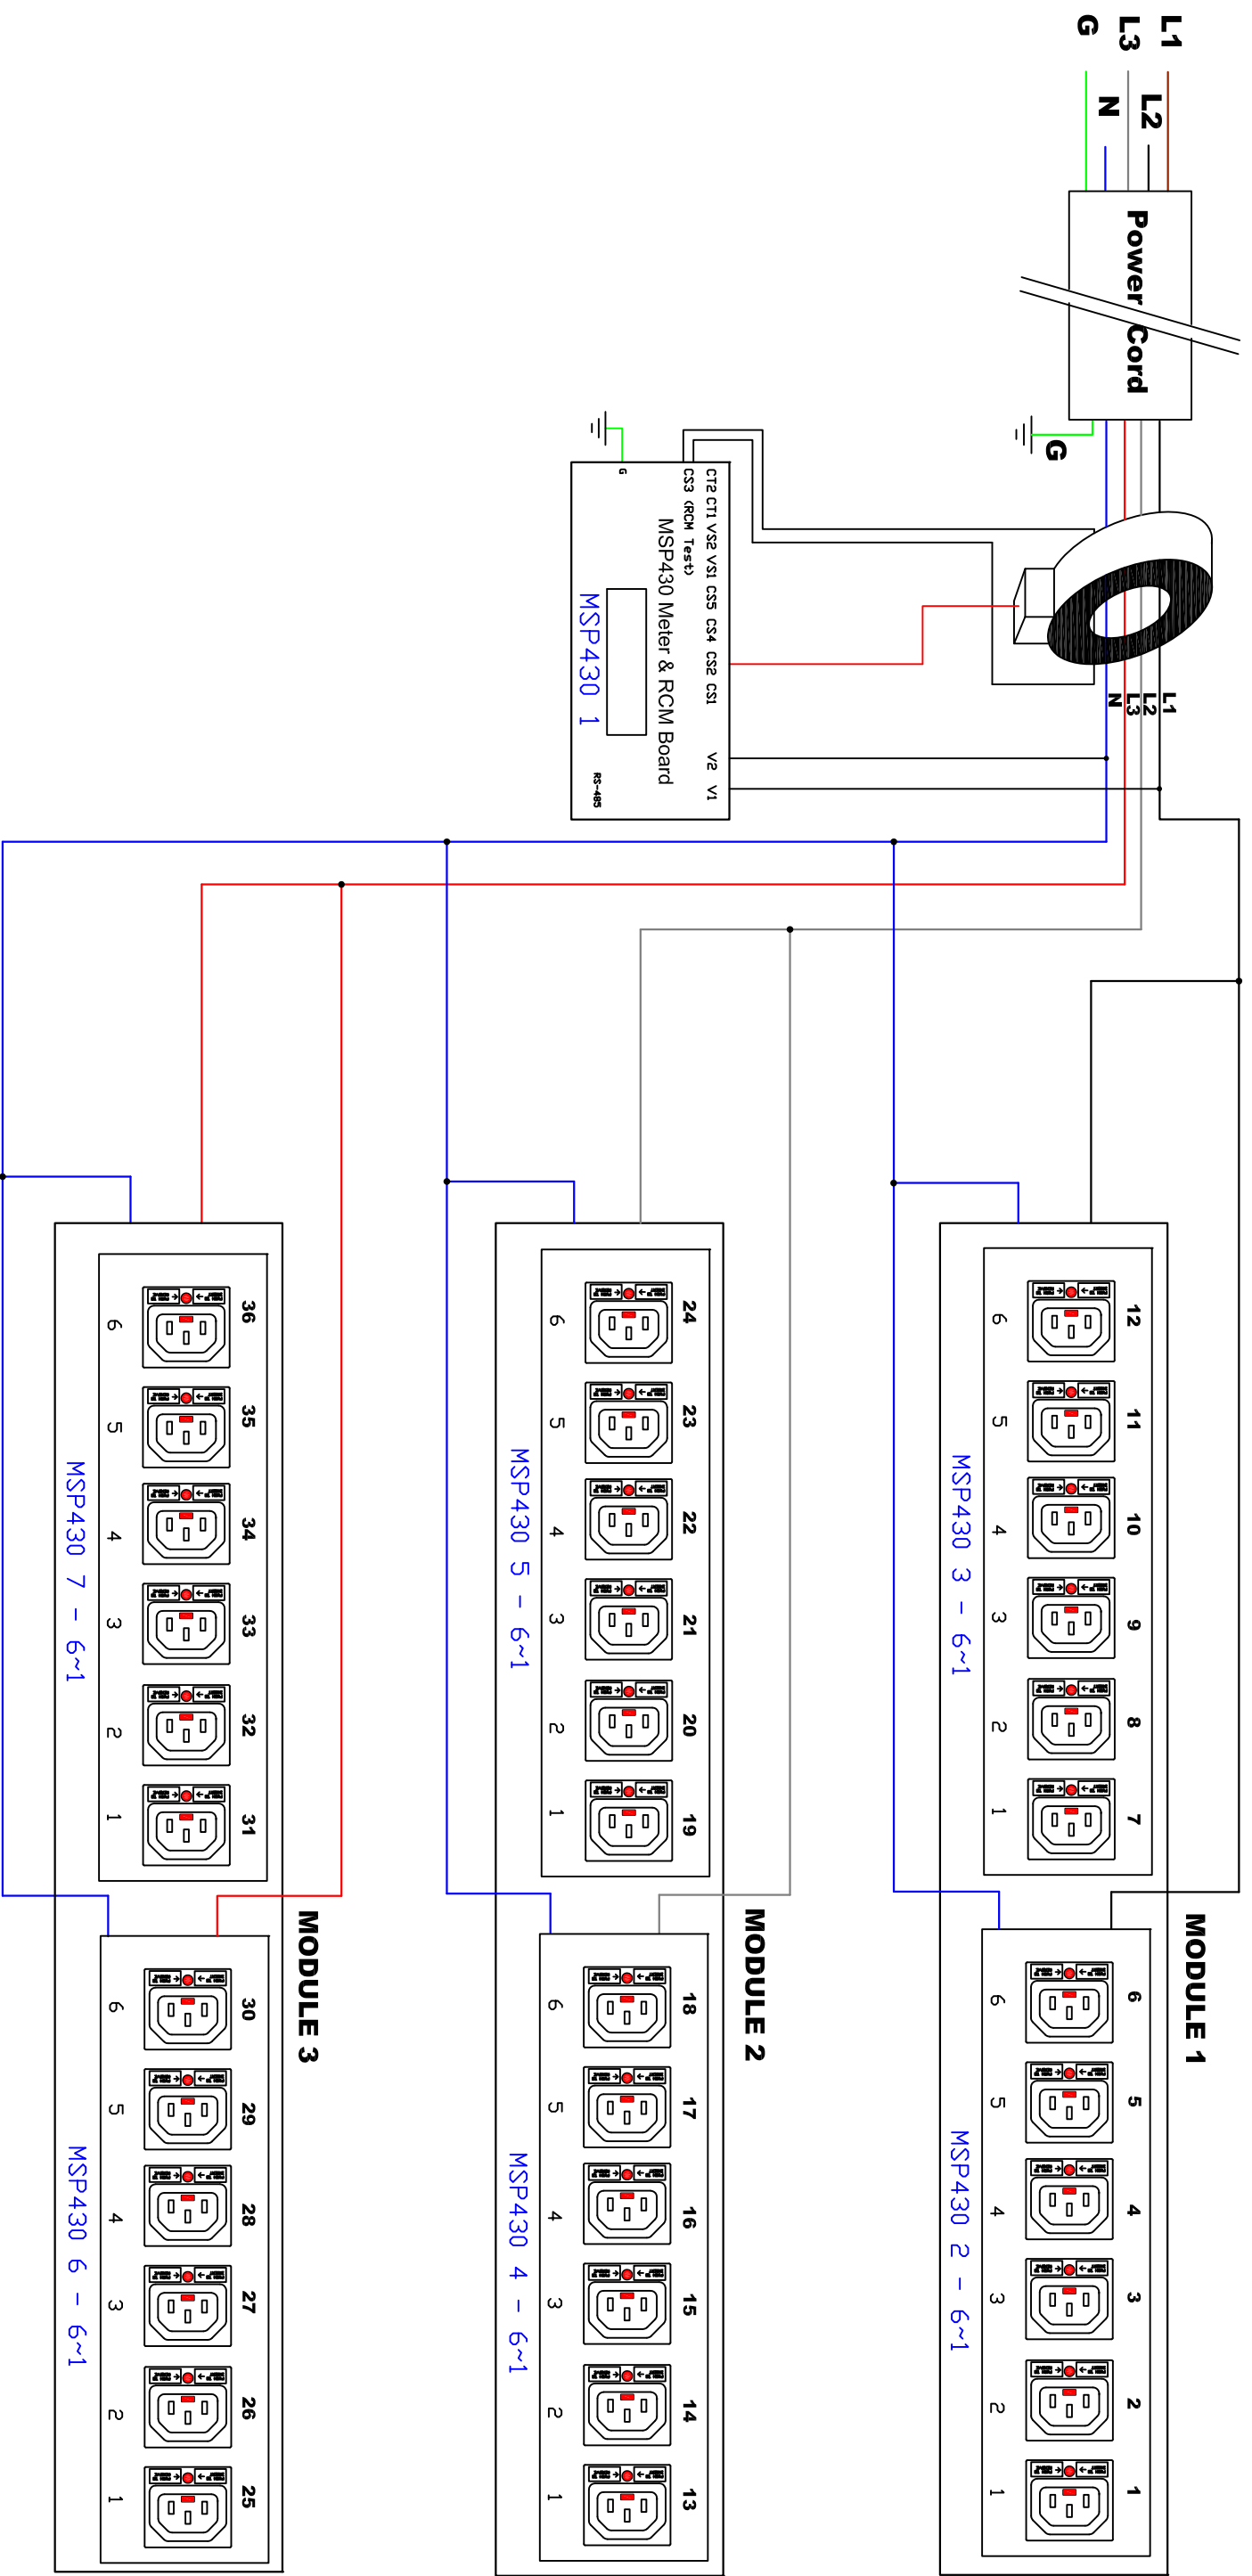 L1
L2
L3
N
G
Power Cord
G
L1
L2
L3
N
CT2 CT1 VS2 VS1 CS5 CS4 CS2 CS1 V2 V1
CS3 (RCM Test)
MSP430 Meter & RCM Board
G
MSP430 1
RS-485
MODULE 1
12 11 10 9 8 7
6 5 4 3 2 1
MSP430 3 - 6~1
6 5 4 3 2 1
6 5 4 3 2 1
MSP430 2 - 6~1
MODULE 2
24 23 22 21 20 19
6 5 4 3 2 1
MSP430 5 - 6~1
18 17 16 15 14 13
6 5 4 3 2 1
MSP430 4 - 6~1
MODULE 3
36 35 34 33 32 31
6 5 4 3 2 1
MSP430 7 - 6~1
30 29 28 27 26 25
6 5 4 3 2 1
MSP430 6 - 6~1